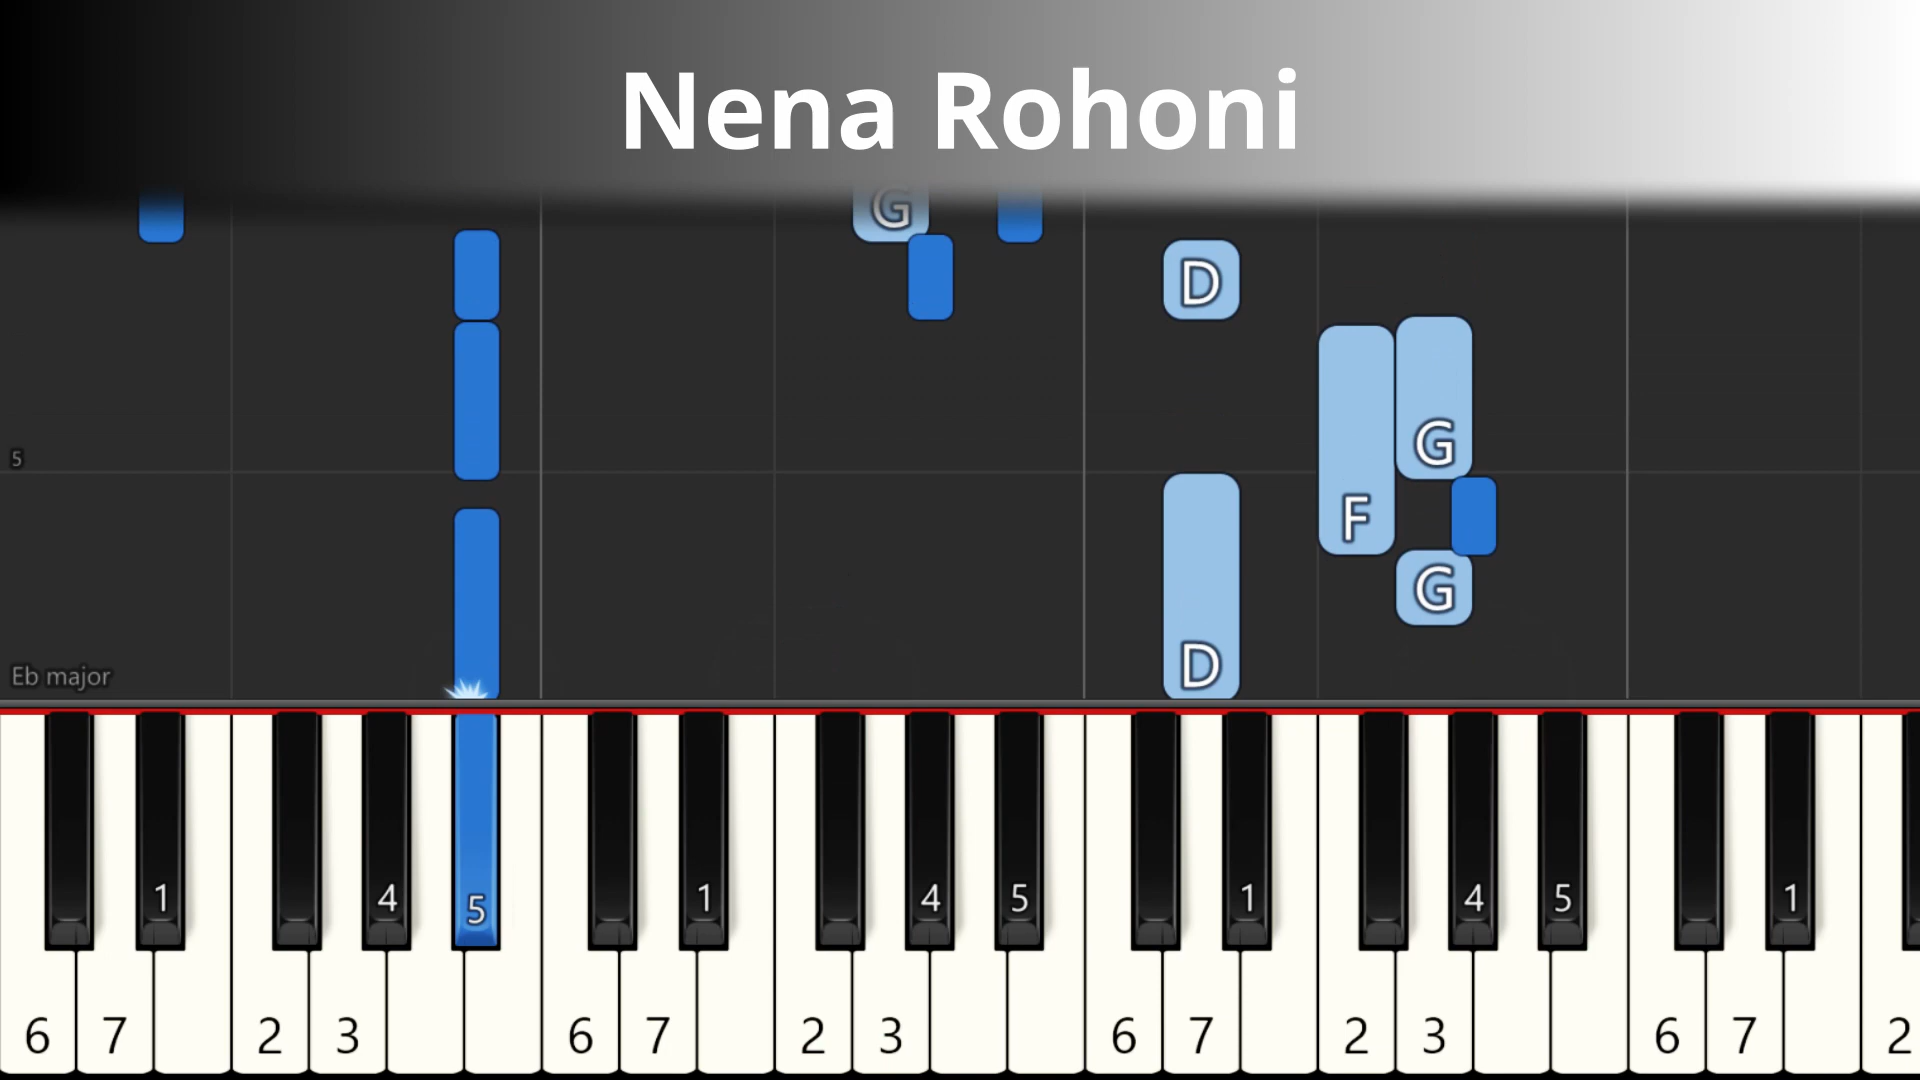 Nena Rohoni
G
D
G
5
F
G
Eb major
D
1 4 5 1 4 5 1 4 5 1
6 7 2 3 6 7 2 3 6 7 2 3 6 7 2